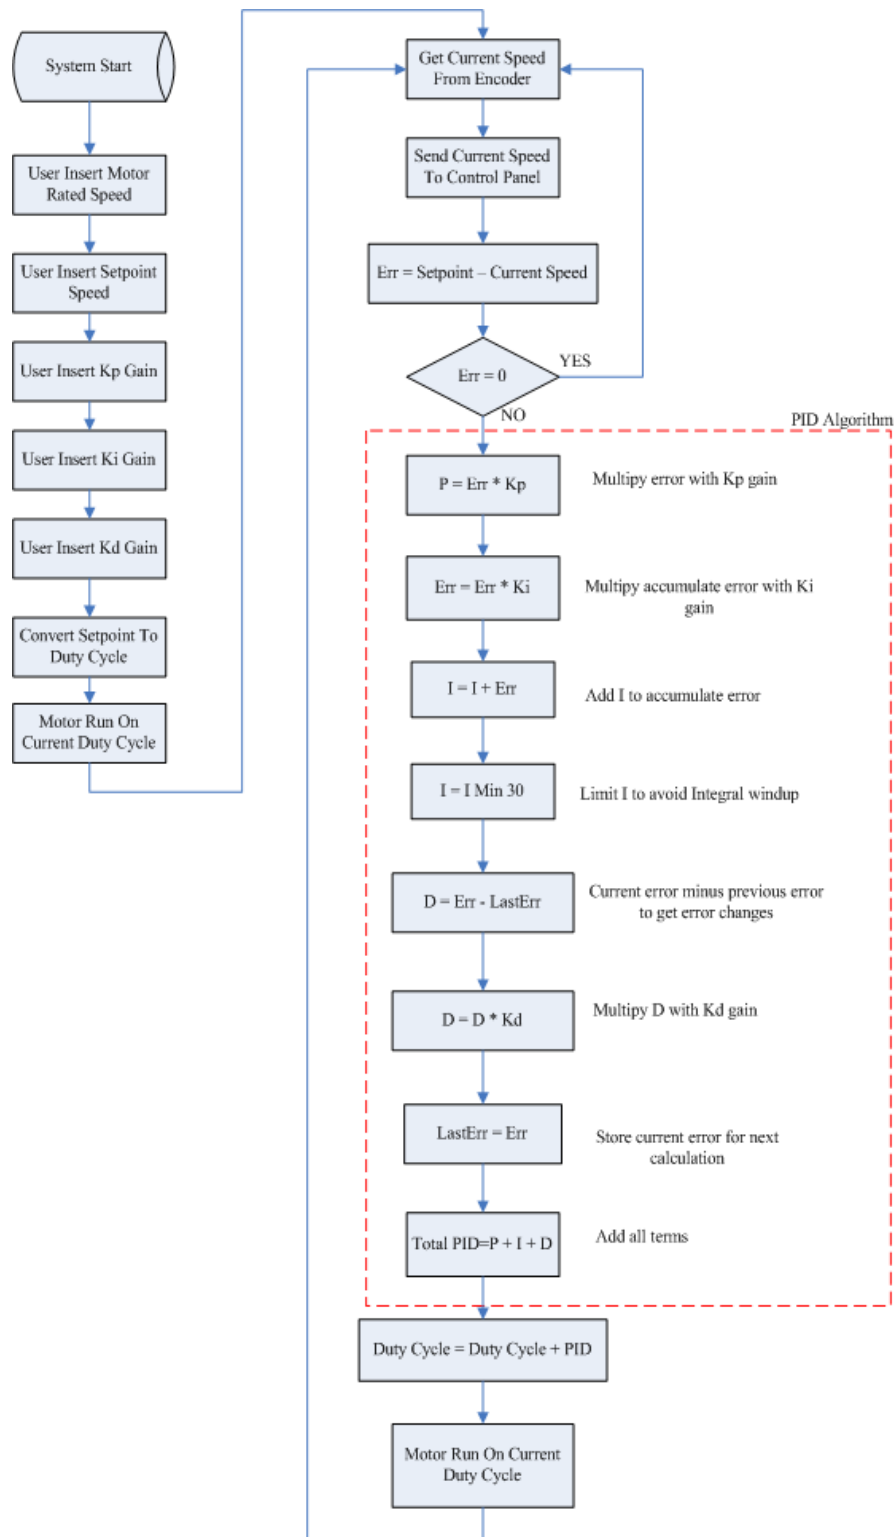 System Start
User Insert Motor
Rated Speed
User Insert Setpoint
Speed
User Insert Kp Gain
User Insert Ki Gain
User Insert Kd Gain
Convert Setpoint To
Duty Cycle
Motor Run On
Current Duty Cycle
Get Current Speed
From Encoder
Send Current Speed
To Control Panel
Err = Setpoint – Current Speed
Err = 0
YES
NO
PID Algorithm
P = Err * Kp
Multipy error with Kp gain
Err = Err * Ki
Multipy accumulate error with Ki
gain
I = I + Err
Add I to accumulate error
I = I Min 30
Limit I to avoid Integral windup
D = Err - LastErr
Current error minus previous error
to get error changes
D = D * Kd
Multipy D with Kd gain
LastErr = Err
Store current error for next
calculation
Total PID=P + I + D
Add all terms
Duty Cycle = Duty Cycle + PID
Motor Run On Current
Duty Cycle